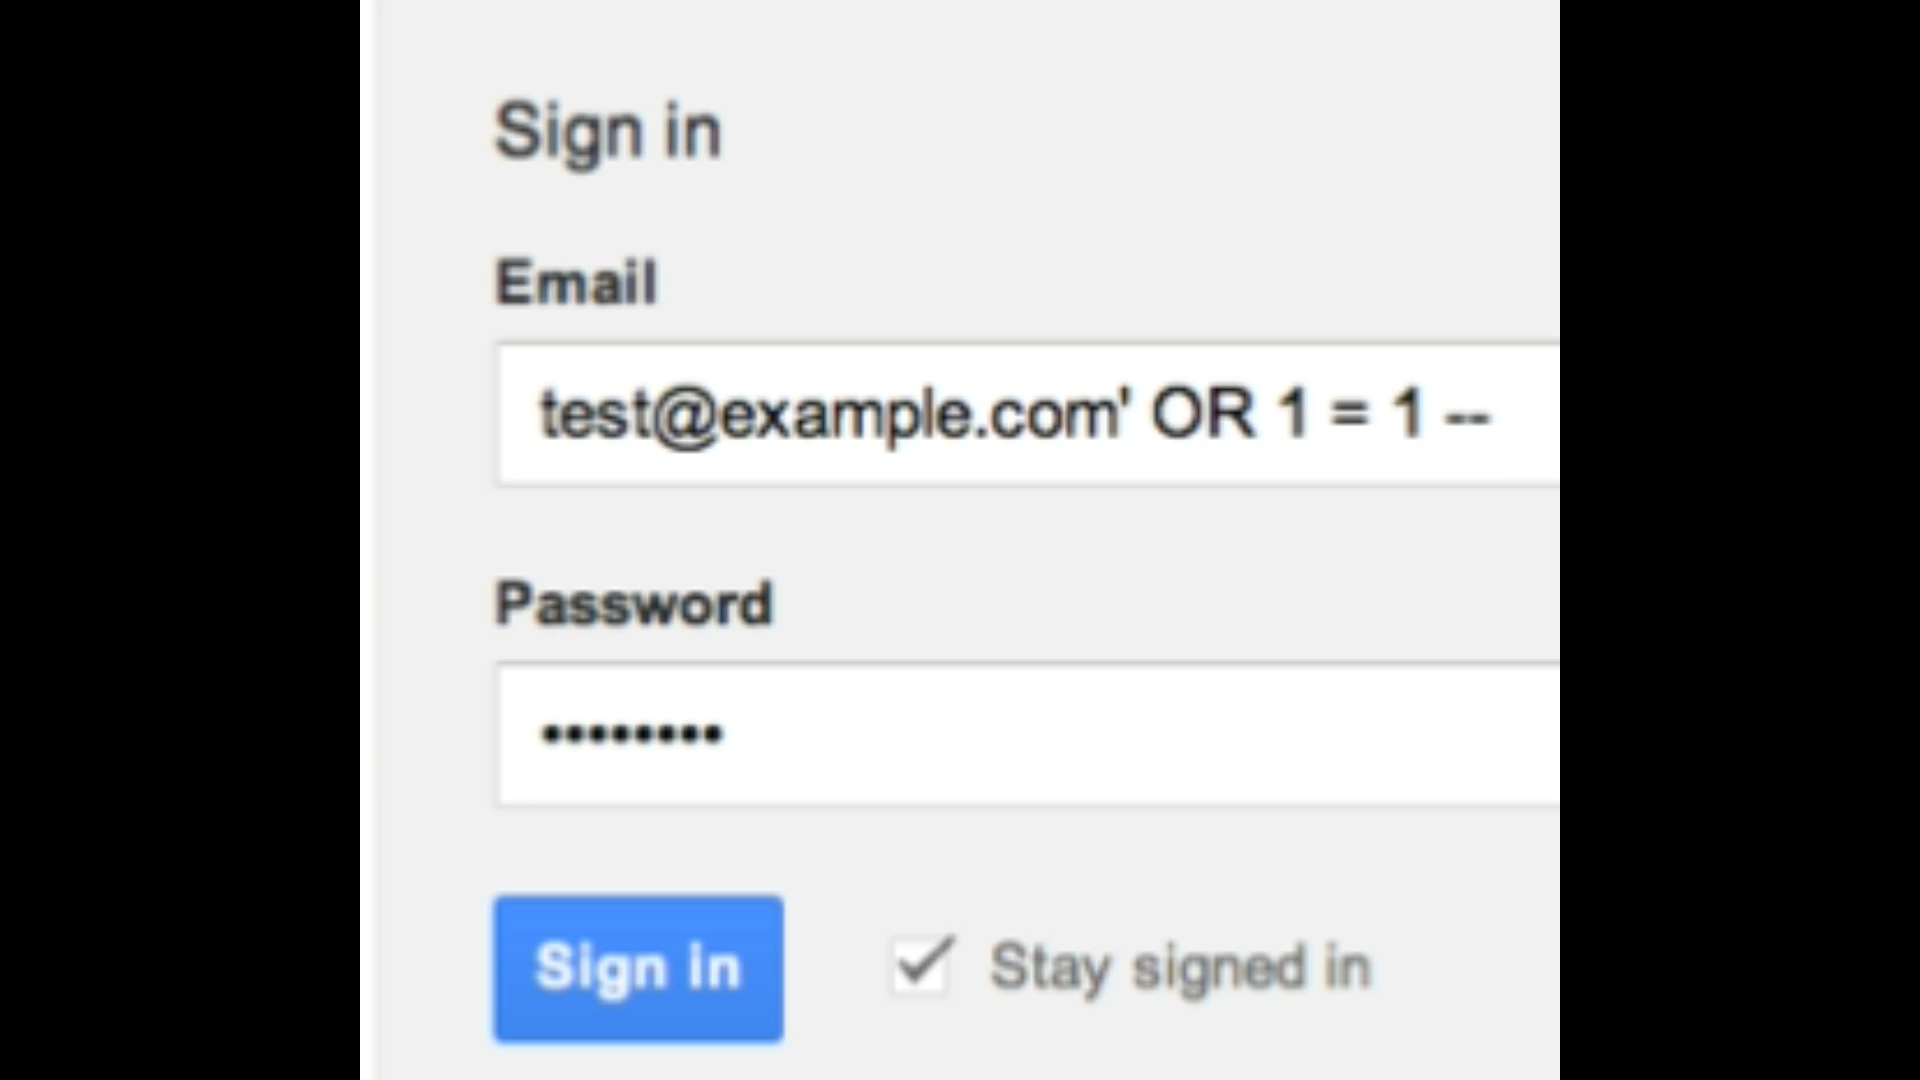 Sign in
Email
test@example.com' OR 1 = 1 --
Password
••••••••
Sign in
Stay signed in